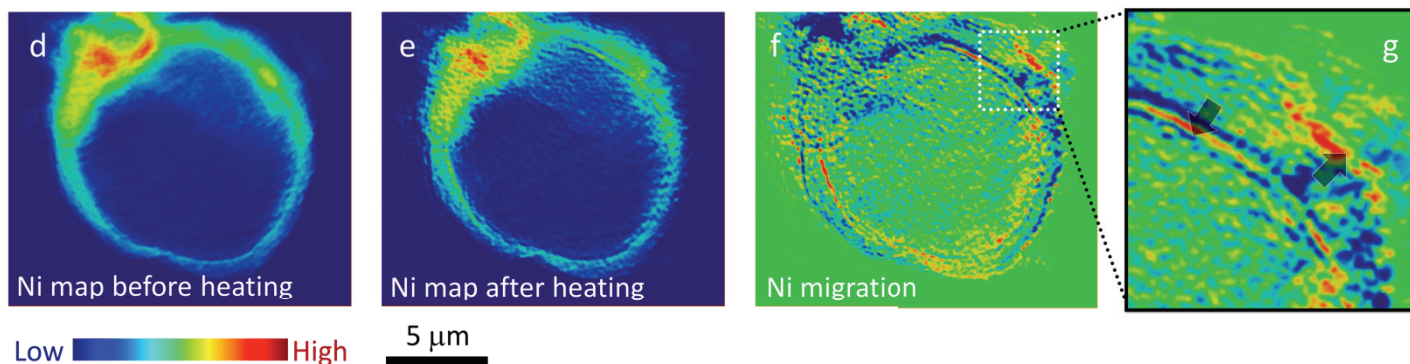 d
e
f
g
Ni map before heating
Ni map after heating
Ni migration
Low
High
5 μm